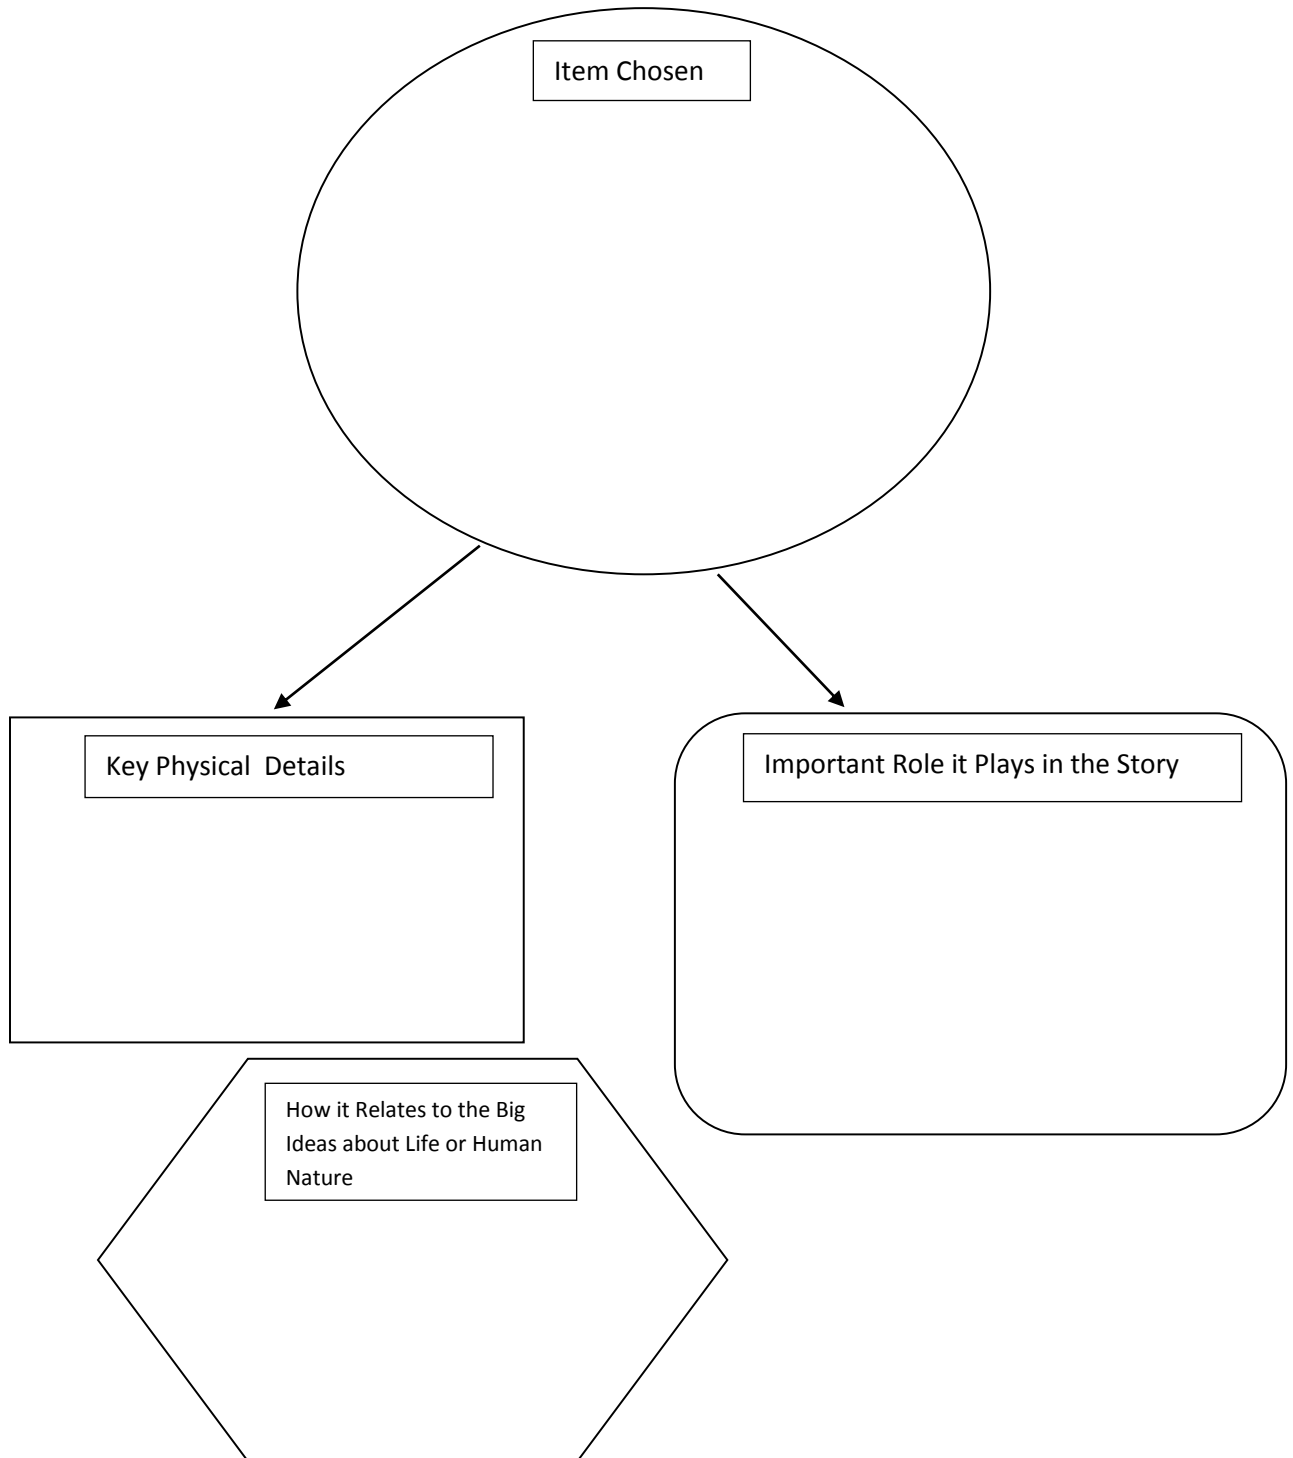 Item Chosen
Key Physical  Details
Important Role it Plays in the Story
How it Relates to the Big
Ideas about Life or Human
Nature